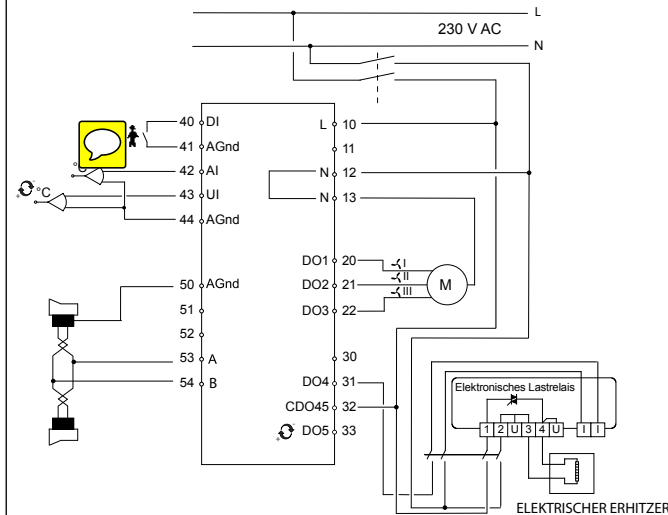 L
230 V AC
N
40 DI L 10
41 AGnd 11
42 AI N 12
°C 43 UI N 13
44 AGnd
DO1 20 I
50 AGnd DO2 21 II M
51 DO3 22 III
52
53 A 30
54 B DO4 31
Elektronisches Lastrelais
CDO45 32
1 2 U 3 4 U I I
DO5 33
ELEKTRISCHER ERHITZER